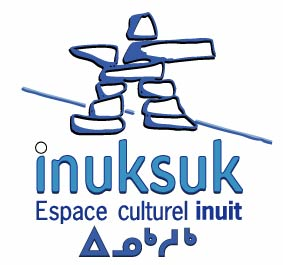 inuksuk
Espace culturel inuit
ᐃᓄᒃᓱᒃ